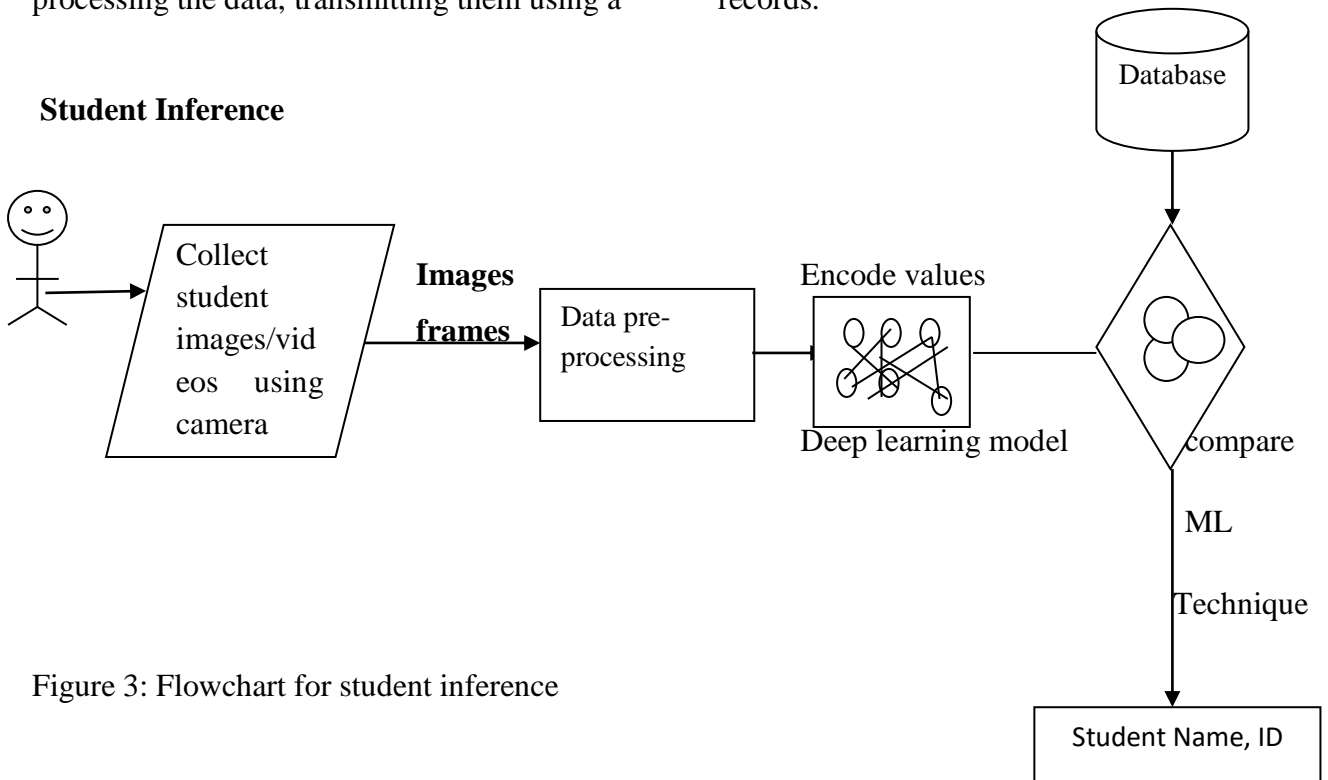 processing the data, transmitting them using a
records.
Database
Student Inference
Collect
student
images/vid
eos using
camera
Images
frames
Data pre-
processing
Encode values
Deep learning model
compare
ML
Technique
Figure 3: Flowchart for student inference
Student Name, ID